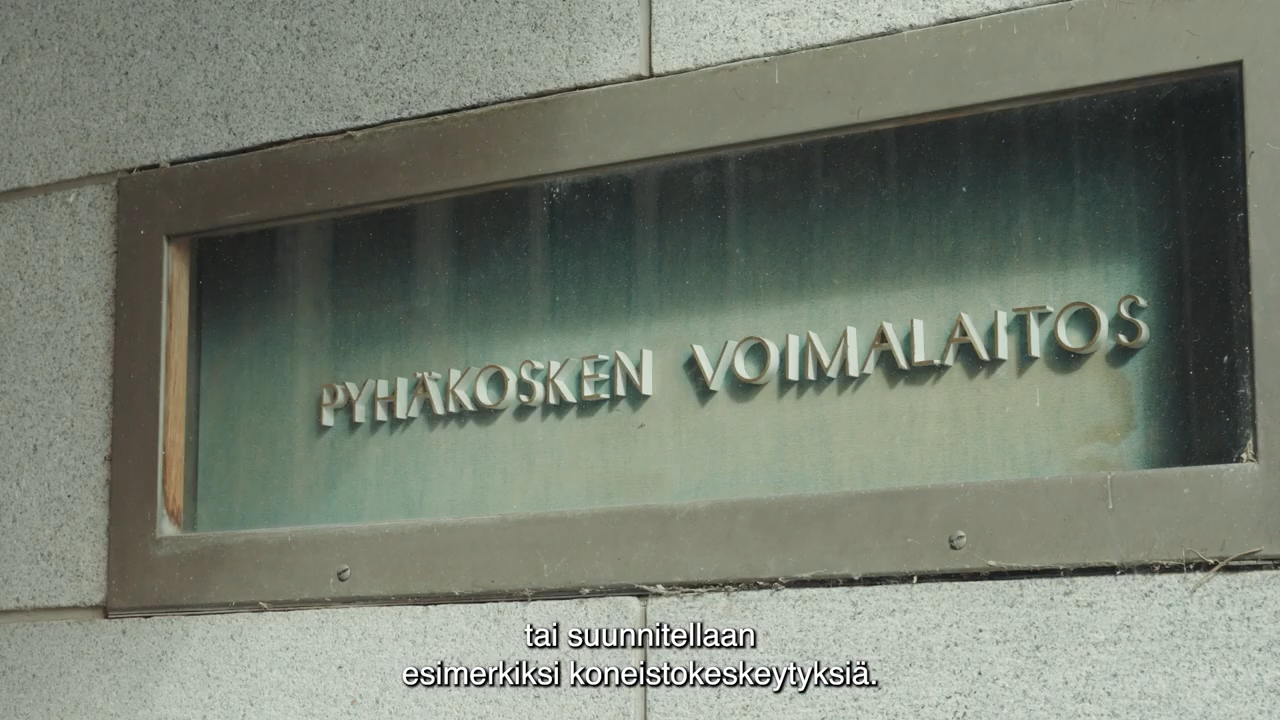 PYHÄKOSKEN VOIMALAITOS
tai suunnitellaan
esimerkiksi koneistokeskeytyksiä.